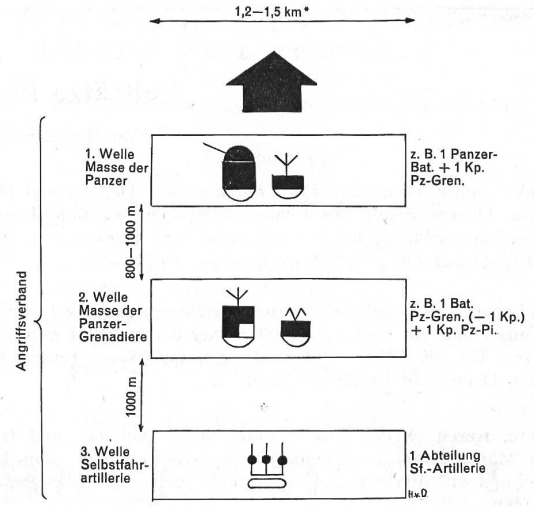 1,2—1,5 km*
Angriffsverband
1. Welle
Masse der
Panzer
z. B. 1 Panzer-
Bat. + 1 Kp.
Pz-Gren.
800—1000 m
2. Welle
Masse der
Panzer-
Grenadiere
z. B. 1 Bat.
Pz-Gren. (— 1 Kp.)
+ 1 Kp. Pz-Pi.
1000 m
3. Welle
Selbstfahr-
artillerie
1 Abteilung
Sf.-Artillerie
H.v.D.